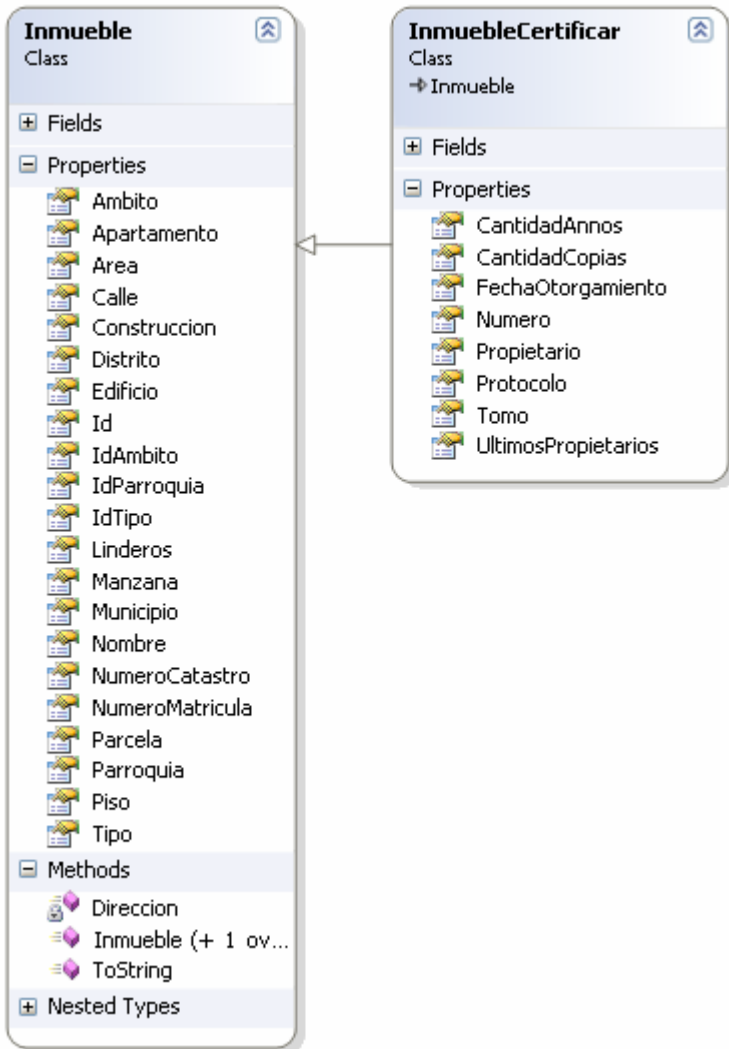 Inmueble
Class
Fields
Properties
Ambito
Apartamento
Area
Calle
Construccion
Distrito
Edificio
Id
IdAmbito
IdParroquia
IdTipo
Linderos
Manzana
Municipio
Nombre
NumeroCatastro
NumeroMatricula
Parcela
Parroquia
Piso
Tipo
Methods
Direccion
Inmueble (+ 1 ov...
ToString
Nested Types
InmuebleCertificar
Class
Inmueble
Fields
Properties
CantidadAnnos
CantidadCopias
FechaOtorgamiento
Numero
Propietario
Protocolo
Tomo
UltimosPropietarios